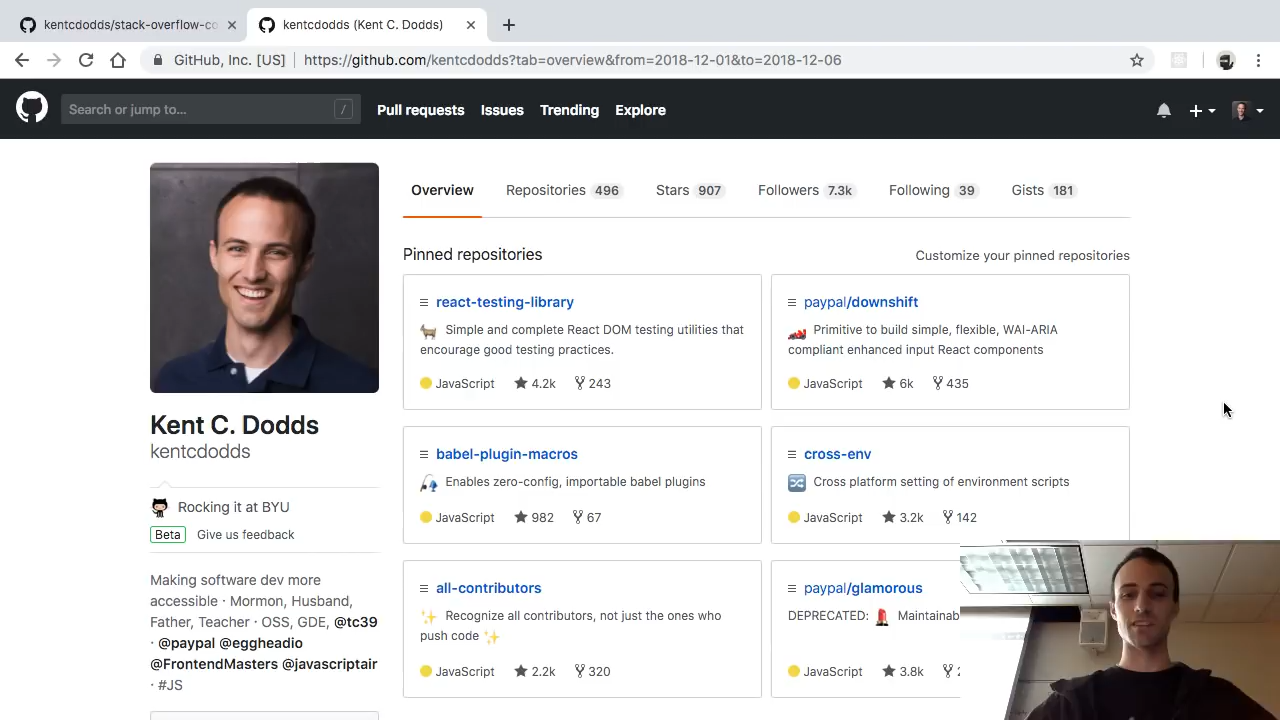 kentcdodds/stack-overflow-co
kentcdodds (Kent C. Dodds)
GitHub, Inc. [US] https://github.com/kentcdodds?tab=overview&from=2018-12-01&to=2018-12-06
Search or jump to... /
Pull requests Issues Trending Explore
Overview Repositories 496 Stars 907 Followers 7.3k Following 39 Gists 181
Pinned repositories
Customize your pinned repositories
react-testing-library
Simple and complete React DOM testing utilities that
encourage good testing practices.
JavaScript 4.2k 243
paypal/downshift
Primitive to build simple, flexible, WAI-ARIA
compliant enhanced input React components
JavaScript 6k 435
babel-plugin-macros
Enables zero-config, importable babel plugins
JavaScript 982 67
cross-env
Cross platform setting of environment scripts
JavaScript 3.2k 142
all-contributors
Recognize all contributors, not just the ones who
push code
JavaScript 2.2k 320
paypal/glamorous
DEPRECATED: Maintainab
JavaScript 3.8k 2
Kent C. Dodds
kentcdodds
Rocking it at BYU
Beta Give us feedback
Making software dev more
accessible · Mormon, Husband,
Father, Teacher · OSS, GDE, @tc39
· @paypal @eggheadio
@FrontendMasters @javascriptair
· #JS